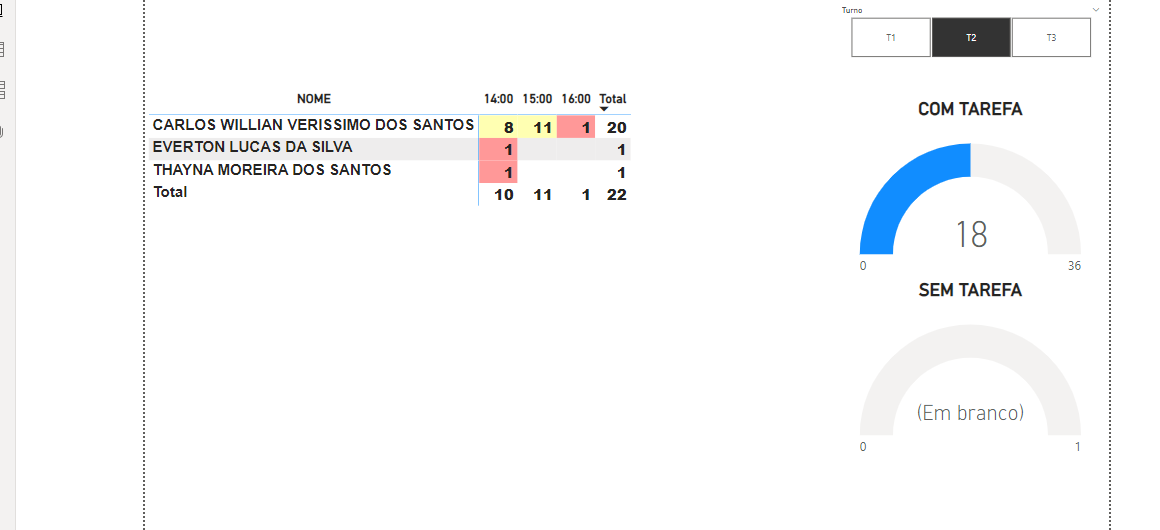 Turno
T1 T2 T3
NOME 14:00 15:00 16:00 Total
CARLOS WILLIAN VERISSIMO DOS SANTOS 8 11 1 20
EVERTON LUCAS DA SILVA 1 1
THAYNA MOREIRA DOS SANTOS 1 1
Total 10 11 1 22
COM TAREFA
18
0 36
SEM TAREFA
(Em branco)
0 1